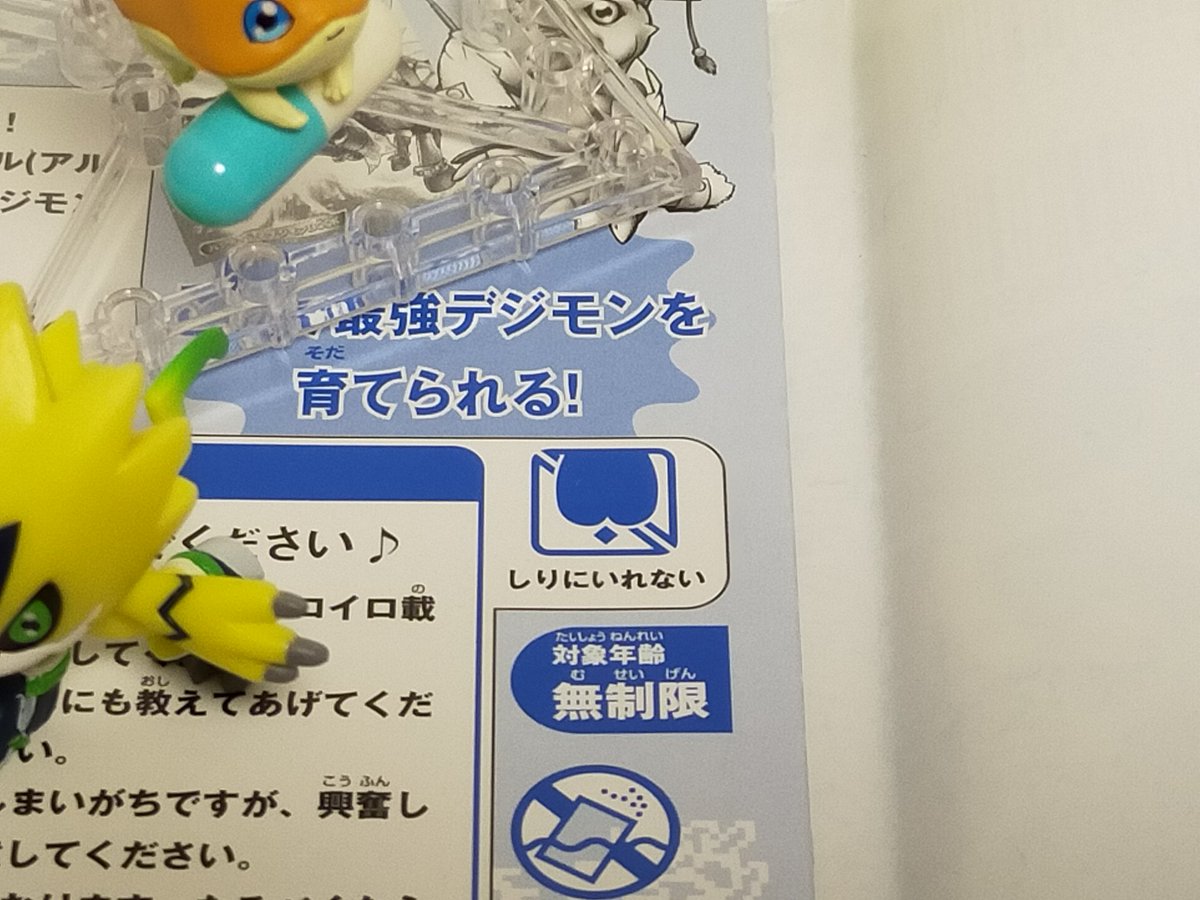 ！
ル(アル
ジモン
最強デジモンを
そだ
育てられる!
ください♪
しりにいれない
の
ロイロ載
たいしょう ねんれい
対象年齢
して
む せい げん
無制限
おし
にも教えてあげてくだ
い。
こう ふん
まいがちですが、興奮し
してください。